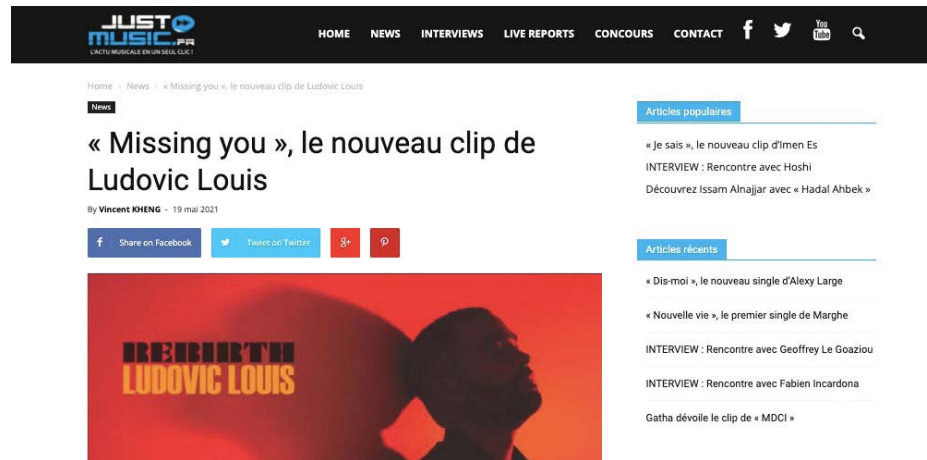 JUST
MUSIC.FR
L'ACTU MUSICALE EN UN SEUL CLIC !
HOME NEWS INTERVIEWS LIVE REPORTS CONCOURS CONTACT f You Tube
Home › News › « Missing you », le nouveau clip de Ludovic Louis
News
« Missing you », le nouveau clip de
Ludovic Louis
By Vincent KHENG - 19 mai 2021
f Share on Facebook Tweet on Twitter g+
REBIRTH
LUDOVIC LOUIS
Articles populaires
« Je sais », le nouveau clip d'Imen Es
INTERVIEW : Rencontre avec Hoshi
Découvrez Issam Alnajjar avec « Hadal Ahbek »
Articles récents
« Dis-moi », le nouveau single d'Alexy Large
« Nouvelle vie », le premier single de Marghe
INTERVIEW : Rencontre avec Geoffrey Le Goaziou
INTERVIEW : Rencontre avec Fabien Incardona
Gatha dévoile le clip de « MDCI »